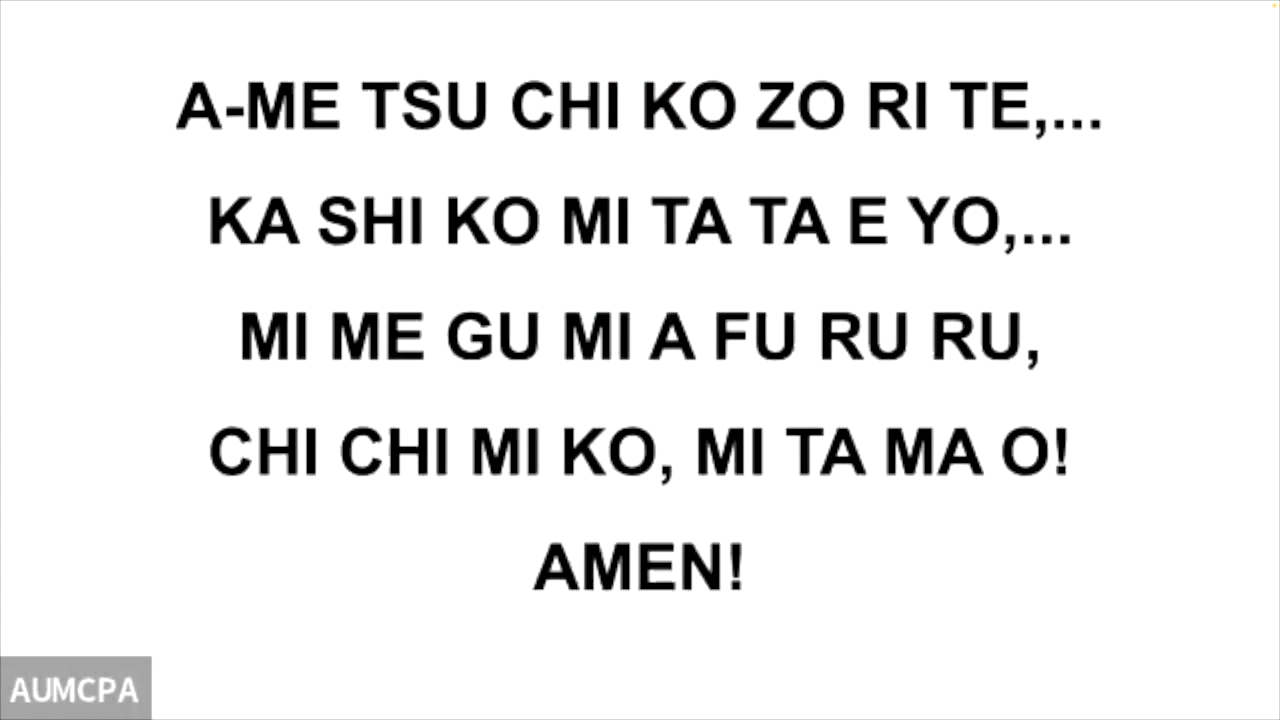 A-ME TSU CHI KO ZO RI TE,...
KA SHI KO MI TA TA E YO,...
MI ME GU MI A FU RU RU,
CHI CHI MI KO, MI TA MA O!
AMEN!
AUMCPA